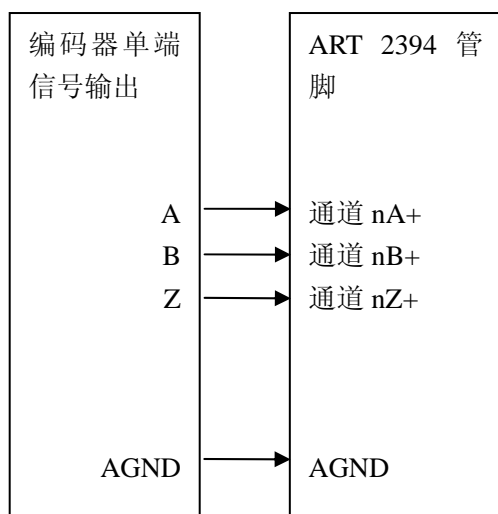 编码器单端
信号输出
ART 2394 管
脚
A
通道 nA+
B
通道 nB+
Z
通道 nZ+
AGND
AGND